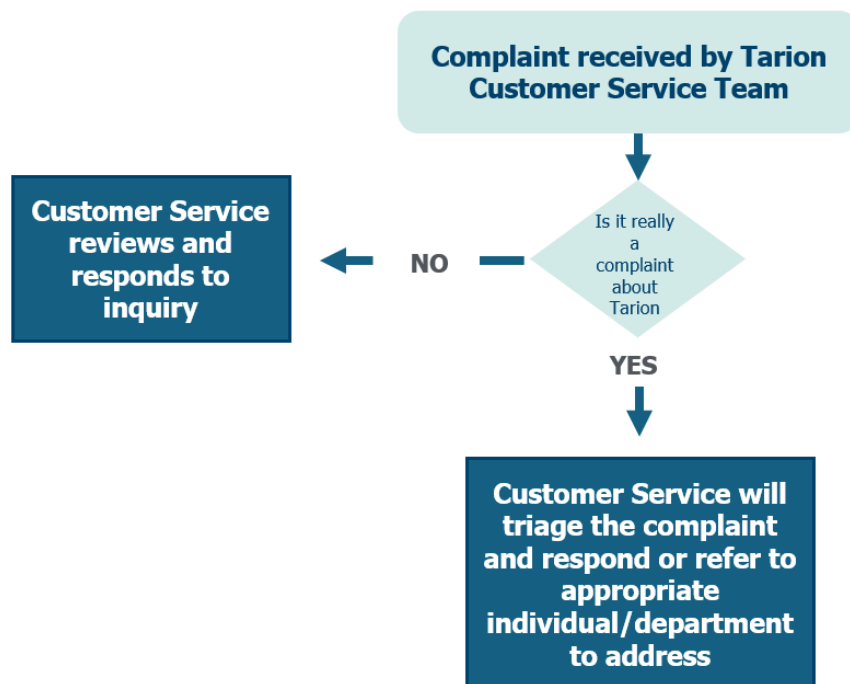 Complaint received by Tarion
Customer Service Team
Is it really
a
complaint
about
Tarion
NO
Customer Service
reviews and
responds to
inquiry
YES
Customer Service will
triage the complaint
and respond or refer to
appropriate
individual/department
to address